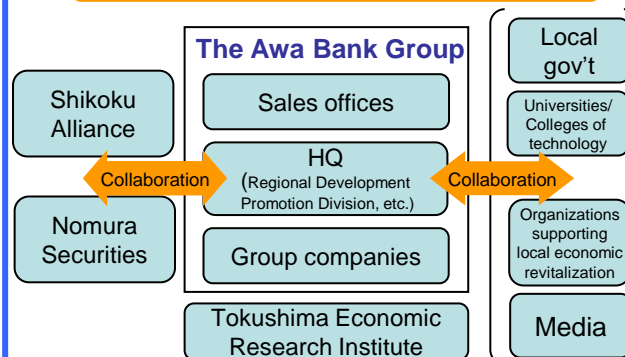 The Awa Bank Group
Shikoku
Alliance
Sales offices
Local
gov't
Universities/
Colleges of
technology
Collaboration
HQ
(Regional Development
Promotion Division, etc.)
Collaboration
Nomura
Securities
Group companies
Organizations
supporting
local economic
revitalization
Tokushima Economic
Research Institute
Media